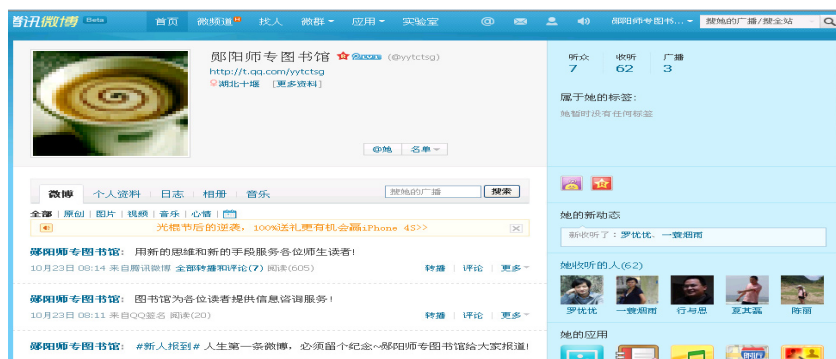 腾讯微博 Beta 首页 微频道 找人 微群 应用 实验室 郧阳师专图书... 搜她的广播/搜全站
郧阳师专图书馆 (@yytctsg)
http://t.qq.com/yytctsg
湖北十堰 [更多资料]
@她 名单
听众 收听 广播
7 62 3
属于她的标签:
她暂时没有任何标签
微博 个人资料 日志 相册 音乐 搜她的广播 搜索
全部 | 原创 | 图片 | 视频 | 音乐 | 心情 |
光棍节后的逆袭，100%送礼更有机会赢iPhone 4S>>
郧阳师专图书馆: 用新的思维和新的手段服务各位师生读者!
10月23日 08:14 来自腾讯微博 全部转播和评论(7) 阅读(605) 转播 | 评论 | 更多
郧阳师专图书馆: 图书馆为各位读者提供信息咨询服务!
10月23日 08:11 来自QQ签名 阅读(20) 转播 | 评论 | 更多
郧阳师专图书馆: #新人报到# 人生第一条微博，必须留个纪念~郧阳师专图书馆给大家报道!
她的新动态
新收听了：罗忧忧、一蓑烟雨
她收听的人(62)
罗忧忧 一蓑烟雨 行与思 夏其磊 陈丽
她的应用